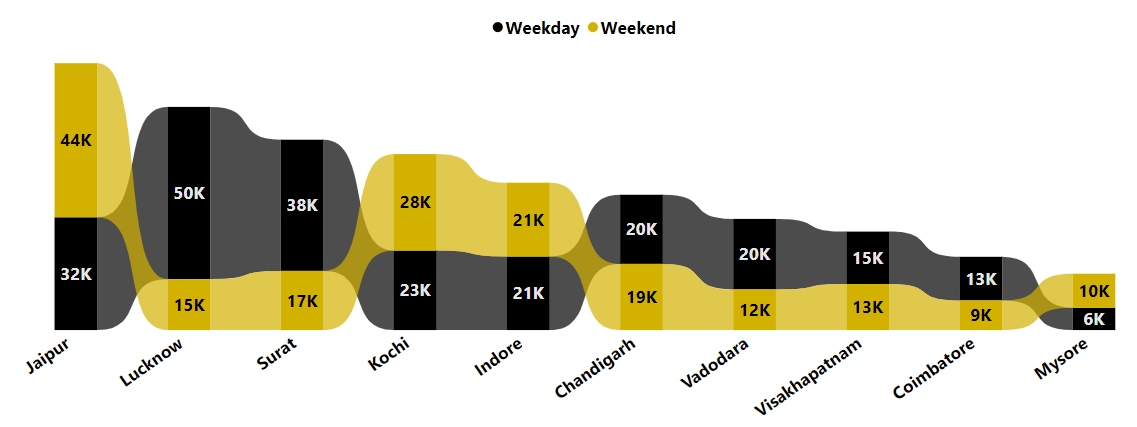 Weekday Weekend
44K
32K
50K
15K
38K
17K
28K
23K
21K
21K
20K
19K
20K
12K
15K
13K
13K
9K
10K
6K
Jaipur
Lucknow
Surat
Kochi
Indore
Chandigarh
Vadodara
Visakhapatnam
Coimbatore
Mysore